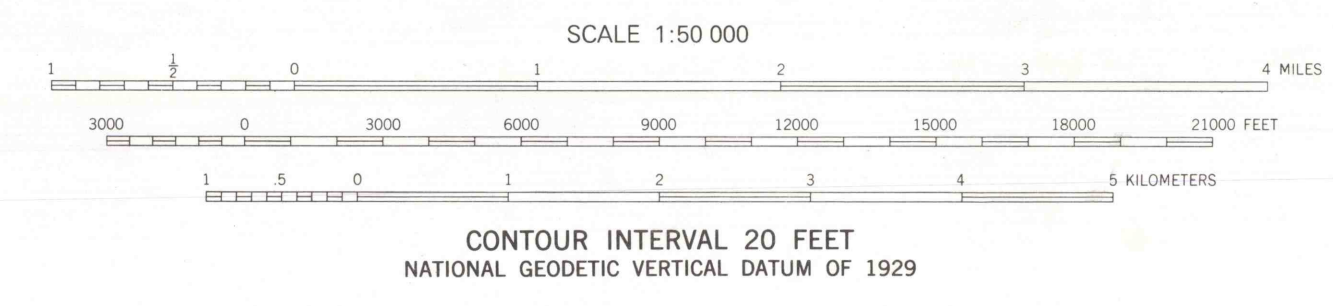 SCALE 1:50 000
1 ½ 0 1 2 3 4 MILES
3000 0 3000 6000 9000 12000 15000 18000 21000 FEET
1 .5 0 1 2 3 4 5 KILOMETERS
CONTOUR INTERVAL 20 FEET
NATIONAL GEODETIC VERTICAL DATUM OF 1929